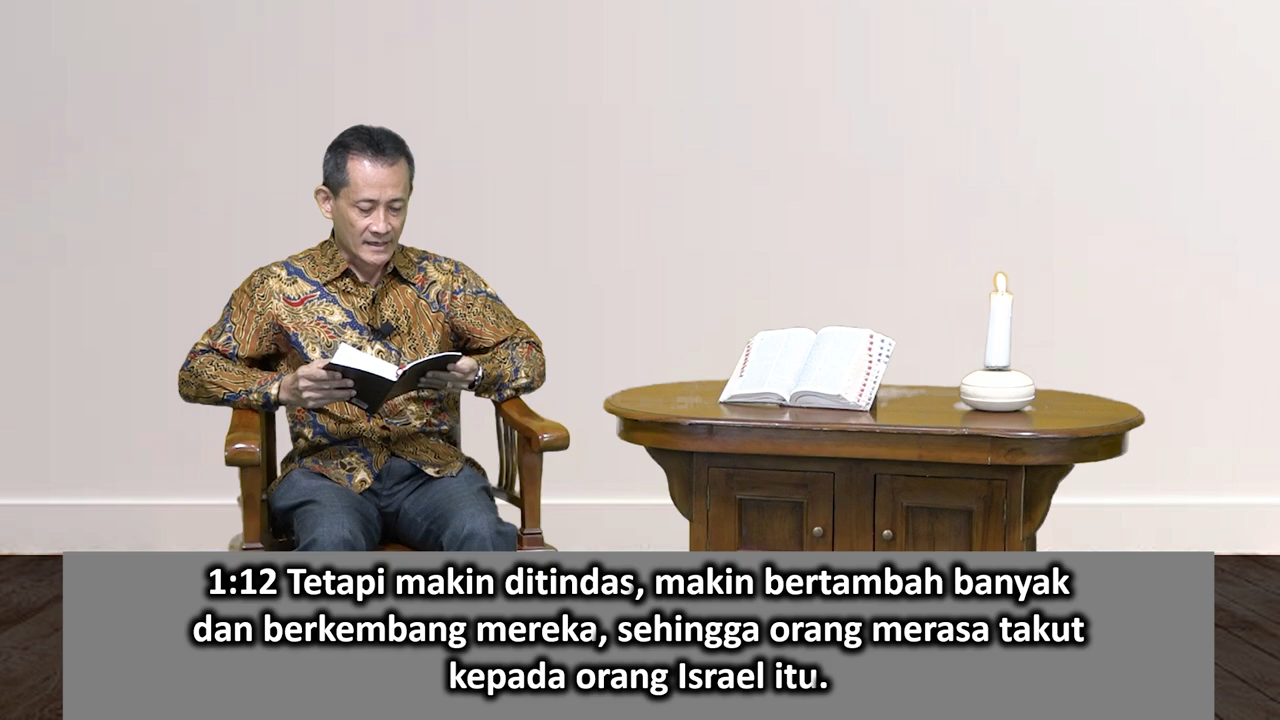 1:12 Tetapi makin ditindas, makin bertambah banyak
dan berkembang mereka, sehingga orang merasa takut
kepada orang Israel itu.